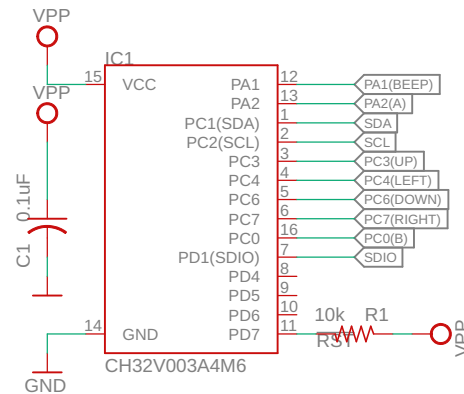 VPP
IC1
15 VCC PA1 12 PA1(BEEP)
VPP
PA2 13 PA2(A)
PC1(SDA) 1 SDA
PC2(SCL) 2 SCL
PC3 3 PC3(UP)
PC4 4 PC4(LEFT)
PC6 5 PC6(DOWN)
PC7 6 PC7(RIGHT)
PC0 16 PC0(B)
PD1(SDIO) 7 SDIO
PD4 8
PD5 9
PD6 10
14 GND PD7 11
C1 0.1uF
10k R1
RST
VPP
CH32V003A4M6
GND